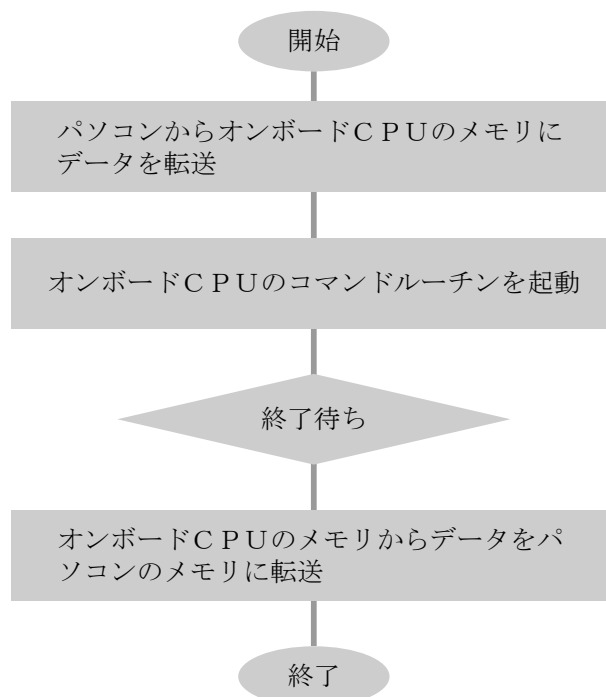 開始
パソコンからオンボードＣＰＵのメモリに
データを転送
オンボードＣＰＵのコマンドルーチンを起動
終了待ち
オンボードＣＰＵのメモリからデータをパ
ソコンのメモリに転送
終了